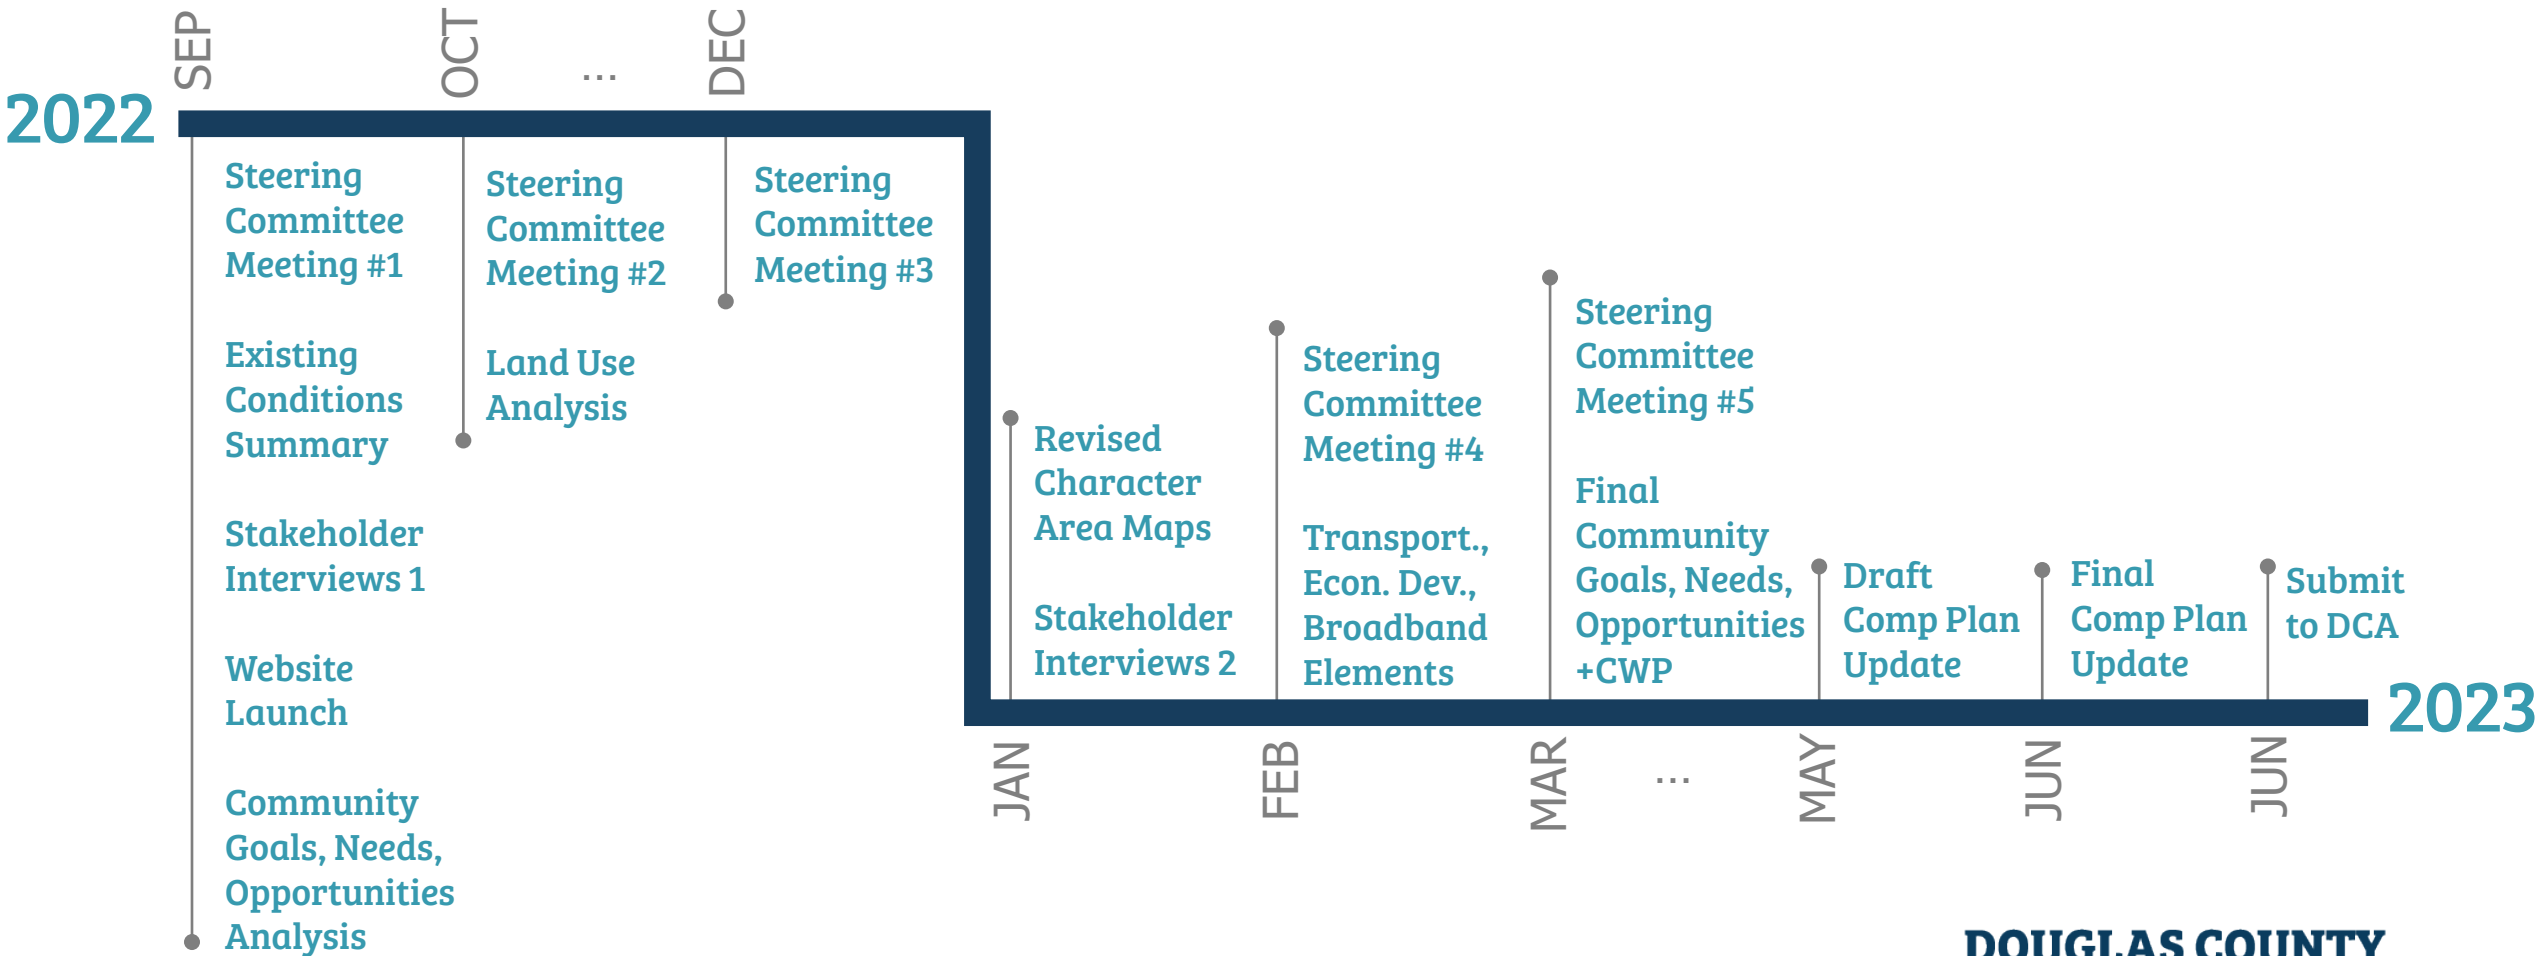 SEP
OCT
...
DEC
2022
Steering
Committee
Meeting #1
Existing
Conditions
Summary
Stakeholder
Interviews 1
Website
Launch
Community
Goals, Needs,
Opportunities
Analysis
Steering
Committee
Meeting #2
Land Use
Analysis
Steering
Committee
Meeting #3
Revised
Character
Area Maps
Stakeholder
Interviews 2
Steering
Committee
Meeting #4
Transport.,
Econ. Dev.,
Broadband
Elements
Steering
Committee
Meeting #5
Final
Community
Goals, Needs,
Opportunities
+CWP
Draft
Comp Plan
Update
Final
Comp Plan
Update
Submit
to DCA
2023
JAN
FEB
MAR
...
MAY
JUN
JUN
DOUGLAS COUNTY